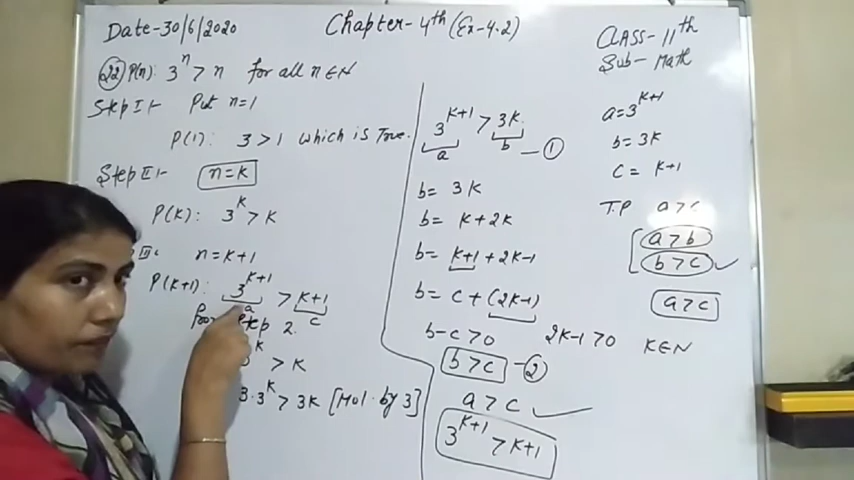 Date-30/6/2020
Chapter-4th (Ex-4.2)
CLASS-11th
Sub-Math
(22) P(n): 3^n > n for all n ∈ N
Step I:- Put n=1
P(1): 3 > 1 which is True.
Step II:- n=K
P(K): 3^K > K
n = K+1
P(K+1): 3^{K+1} > K+1
a c
Step 2.
K > K
3·3^K > 3K [Mul. by 3]
3^{K+1} > 3K
a b — ①
b = 3K
b = K+2K
b = K+1+2K-1
b = c + (2K-1)
b-c>0 2K-1>0 K∈N
b>c — ②
a > c
3^{K+1} > K+1
a=3^{K+1}
b=3K
c = K+1
T.P a>c
a>b
b>c
a>c